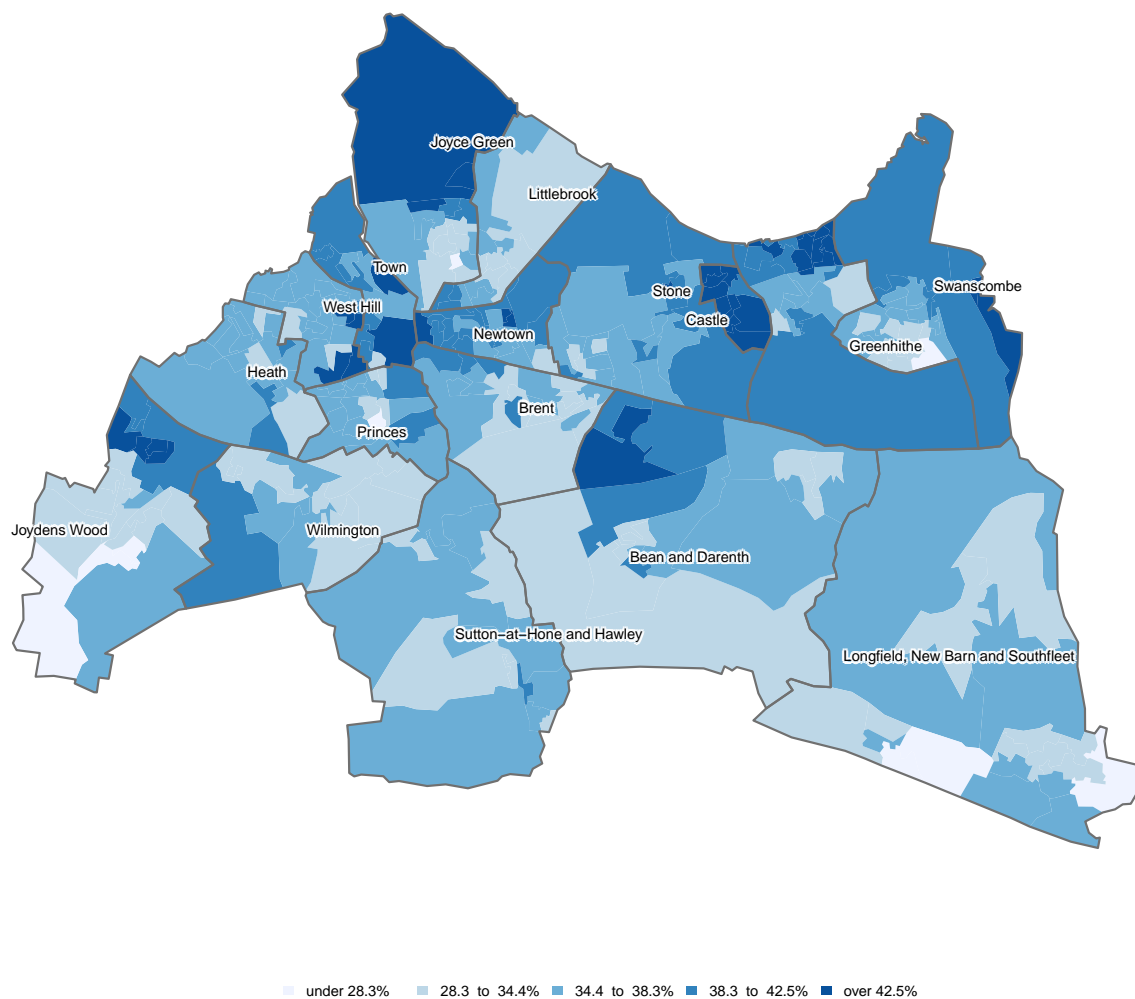 Joyce Green
Littlebrook
Town
Swanscombe
Stone
West Hill
Castle
Newtown
Greenhithe
Heath
Brent
Princes
Joydens Wood
Wilmington
Bean and Darenth
Sutton−at−Hone and Hawley
Longfield, New Barn and Southfleet
under 28.3% 28.3 to 34.4% 34.4 to 38.3% 38.3 to 42.5% over 42.5%